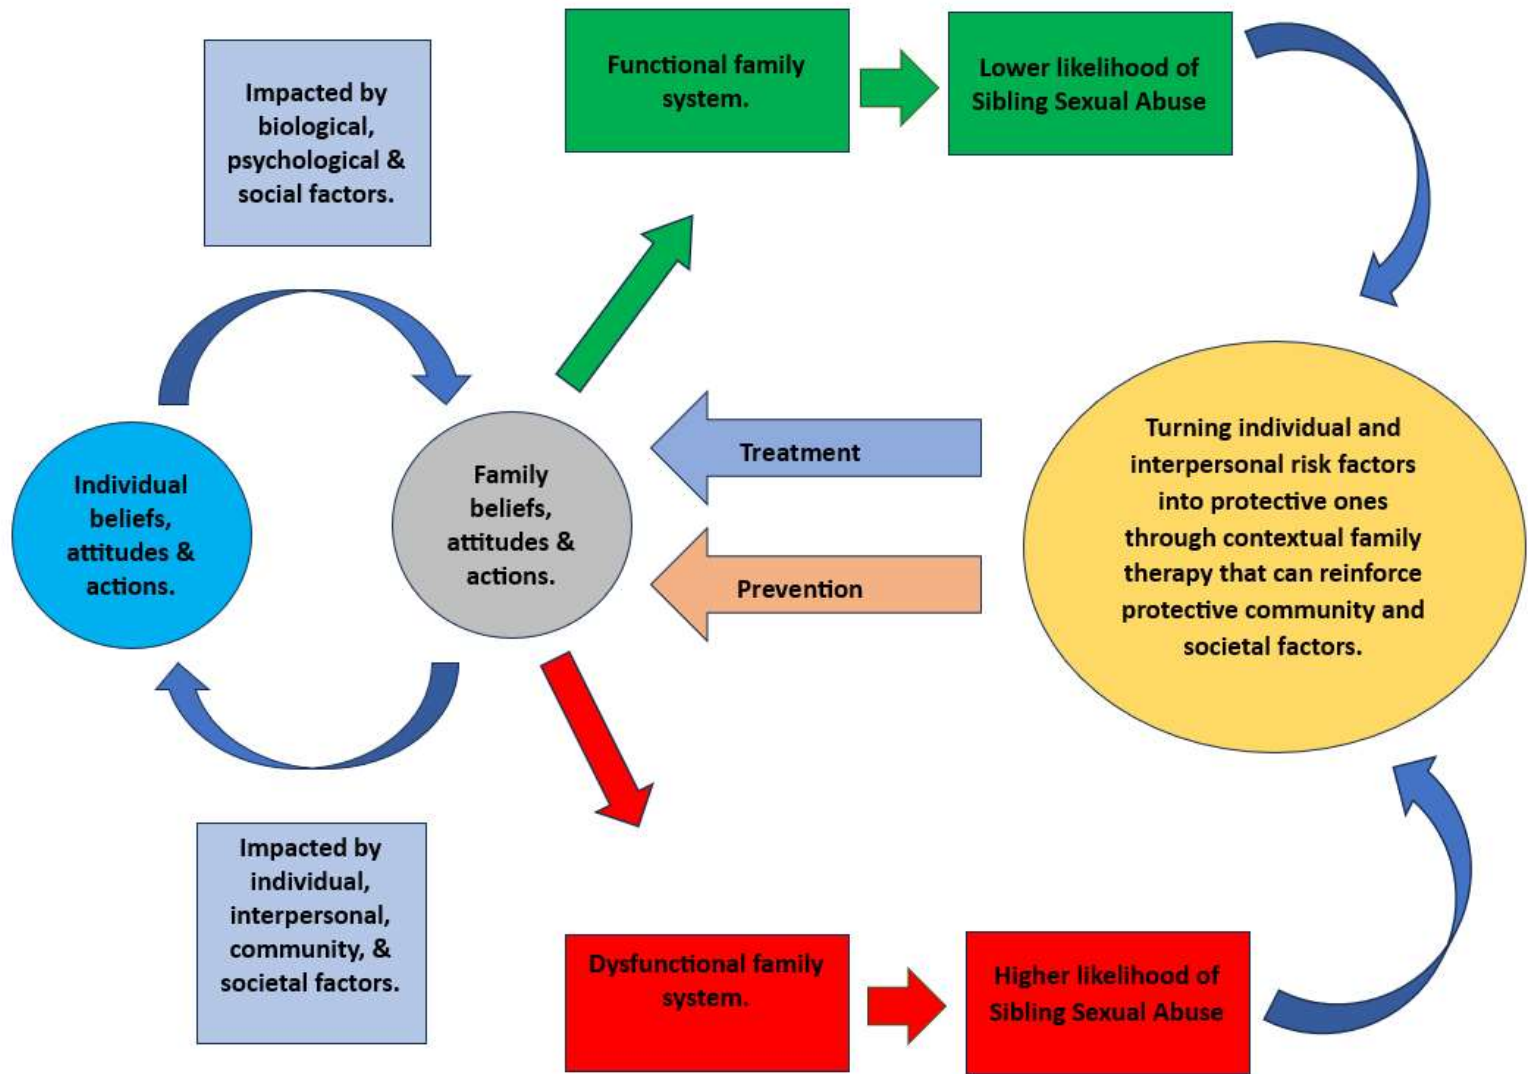 Impacted by
biological,
psychological &
social factors.
Functional family
system.
Lower likelihood of
Sibling Sexual Abuse
Individual
beliefs,
attitudes &
actions.
Family
beliefs,
attitudes &
actions.
Treatment
Prevention
Turning individual and
interpersonal risk factors
into protective ones
through contextual family
therapy that can reinforce
protective community and
societal factors.
Impacted by
individual,
interpersonal,
community, &
societal factors.
Dysfunctional family
system.
Higher likelihood of
Sibling Sexual Abuse